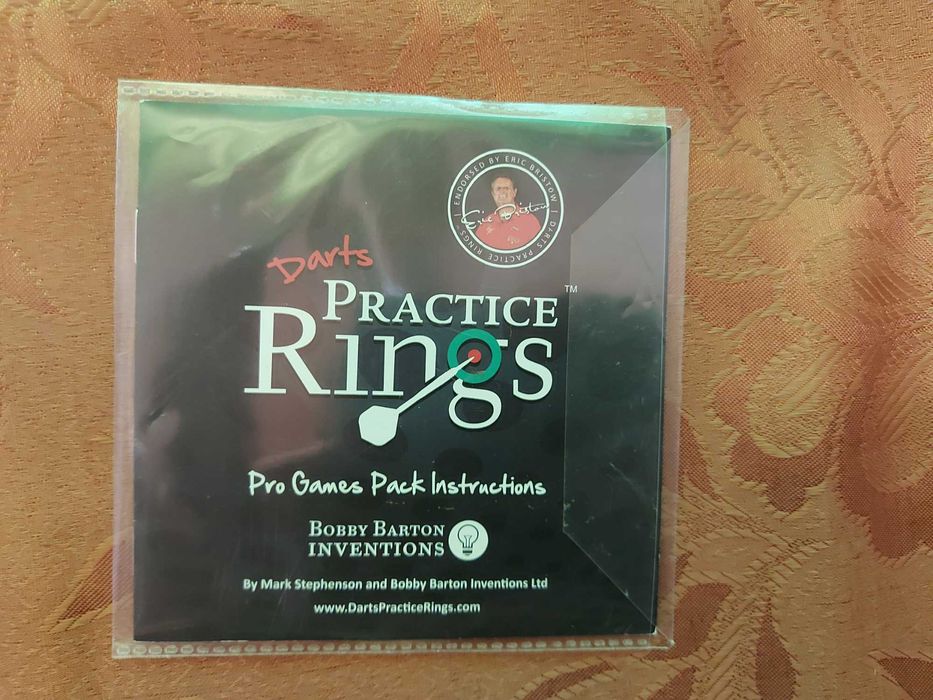 ENDORSED BY ERIC BRISTOW | DARTS PRACTICE RINGS™ |
Eric Bristow
Darts
PRACTICE
Rings
TM
Pro Games Pack Instructions
BOBBY BARTON
INVENTIONS
By Mark Stephenson and Bobby Barton Inventions Ltd
www.DartsPracticeRings.com